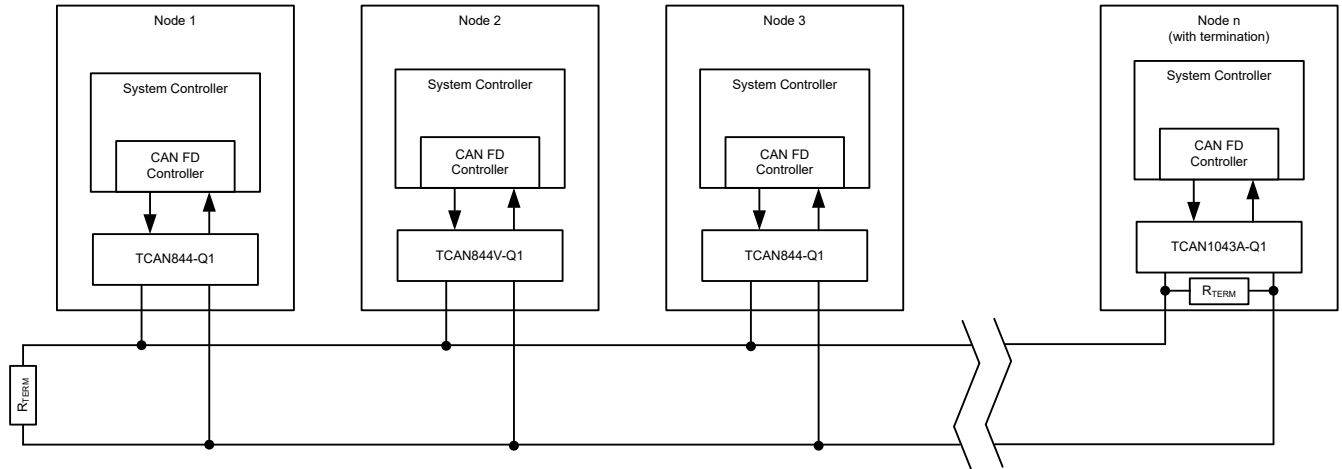 Node 1
System Controller
CAN FD
Controller
TCAN844-Q1
Node 2
System Controller
CAN FD
Controller
TCAN844V-Q1
Node 3
System Controller
CAN FD
Controller
TCAN844-Q1
Node n
(with termination)
System Controller
CAN FD
Controller
TCAN1043A-Q1
RTERM
RTERM